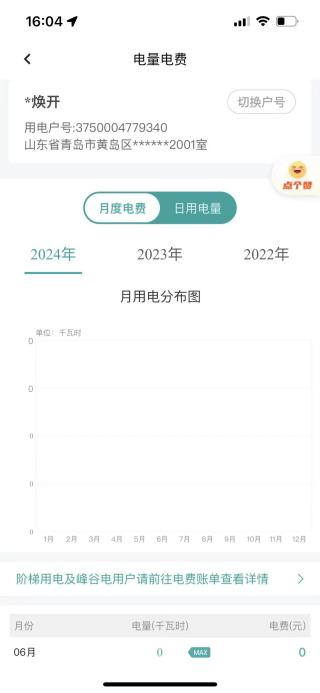 16:04
电量电费
*焕开
切换户号
用电户号:3750004779340
山东省青岛市黄岛区******2001室
点个赞
月度电费 日用电量
2024年 2023年 2022年
月用电分布图
单位：千瓦时
0
0
0
0
0
1月 2月 3月 4月 5月 6月 7月 8月 9月 10月 11月 12月
阶梯用电及峰谷电用户请前往电费账单查看详情
月份 电量(千瓦时) 电费(元)
06月 0 MAX 0